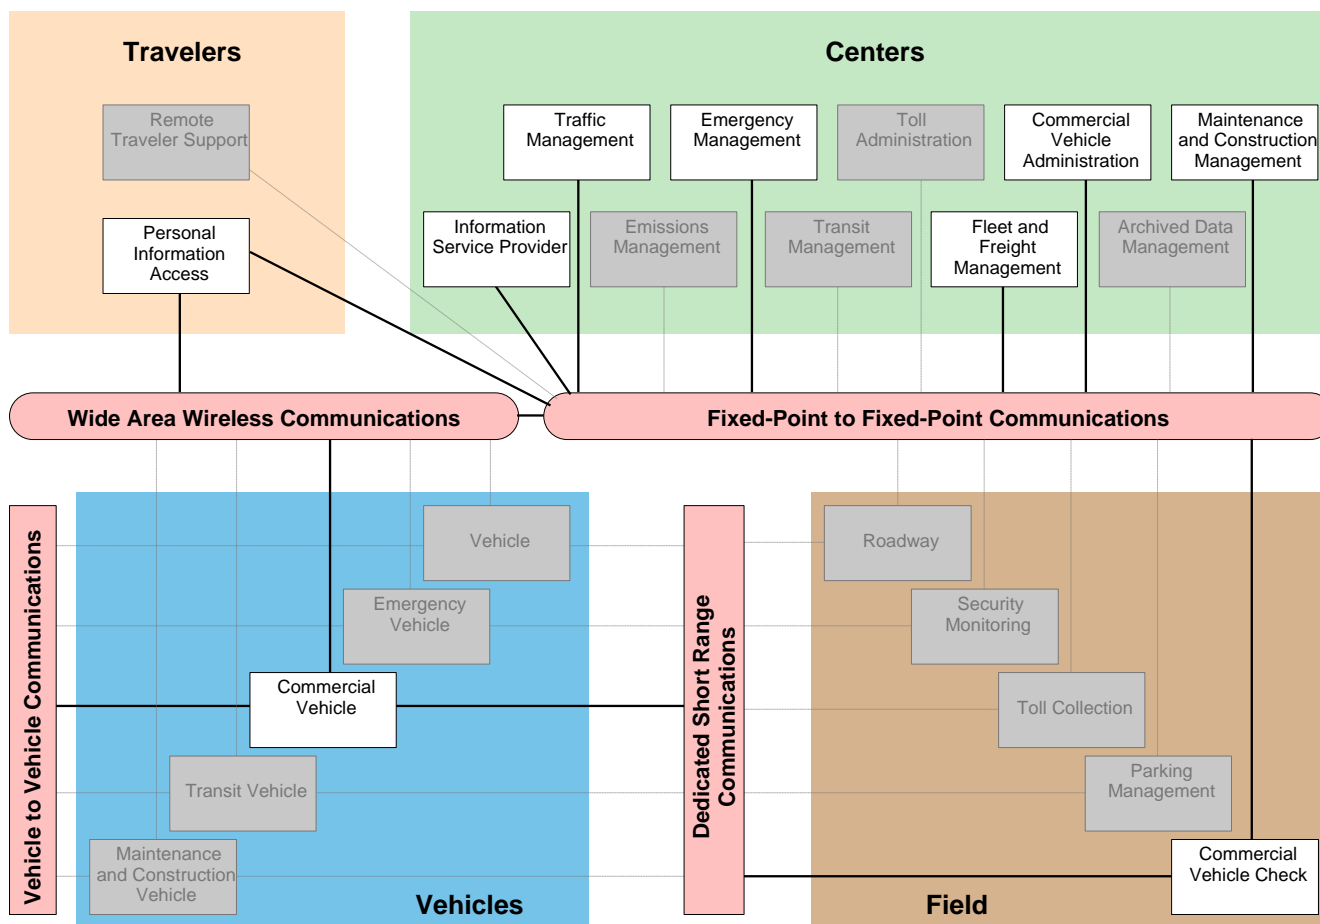 Travelers
Centers
Remote
Traveler Support
Traffic
Management
Emergency
Management
Toll
Administration
Commercial
Vehicle
Administration
Maintenance
and Construction
Management
Personal
Information
Access
Information
Service Provider
Emissions
Management
Transit
Management
Fleet and
Freight
Management
Archived Data
Management
Wide Area Wireless Communications
Fixed-Point to Fixed-Point Communications
Vehicle to Vehicle Communications
Vehicle
Emergency
Vehicle
Commercial
Vehicle
Transit Vehicle
Maintenance
and Construction
Vehicle
Vehicles
Dedicated Short Range
Communications
Roadway
Security
Monitoring
Toll Collection
Parking
Management
Commercial
Vehicle Check
Field